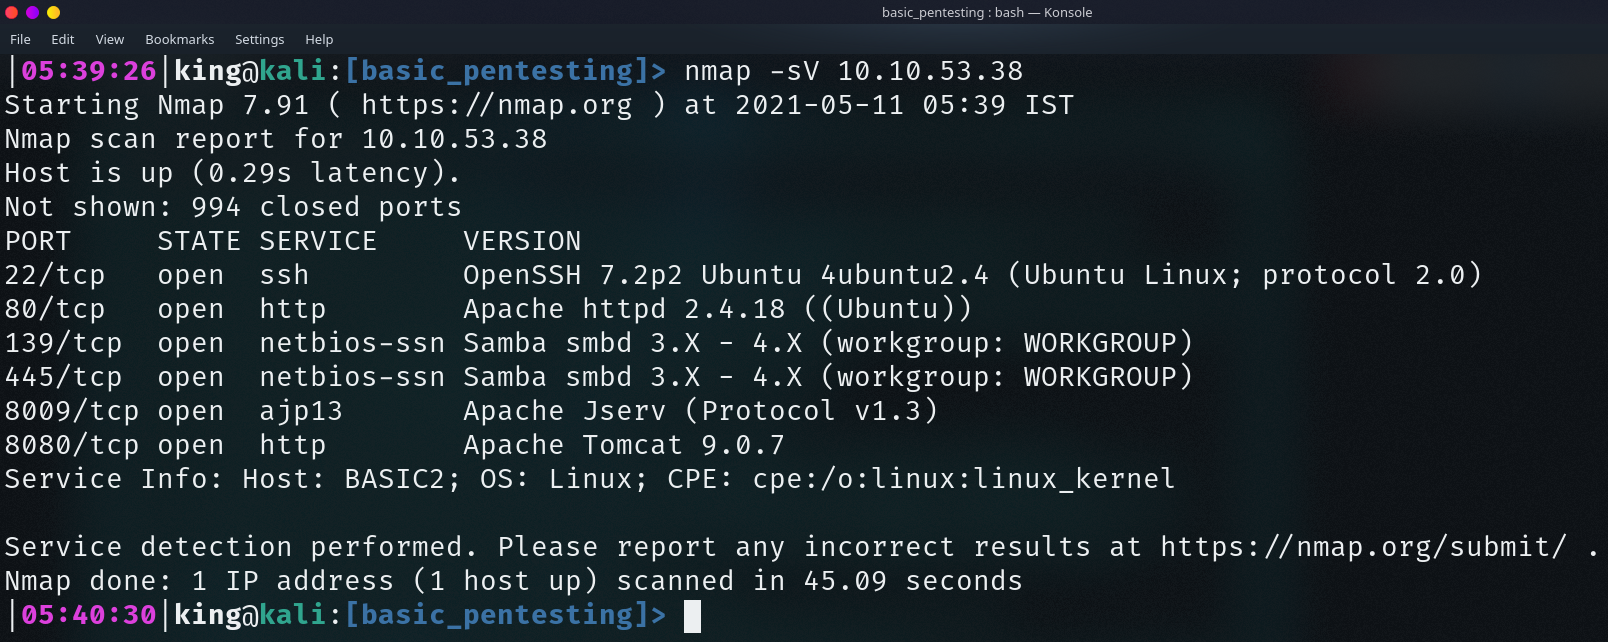 basic_pentesting : bash — Konsole
File Edit View Bookmarks Settings Help
|05:39:26|king@kali:[basic_pentesting]> nmap -sV 10.10.53.38
Starting Nmap 7.91 ( https://nmap.org ) at 2021-05-11 05:39 IST
Nmap scan report for 10.10.53.38
Host is up (0.29s latency).
Not shown: 994 closed ports
PORT     STATE SERVICE     VERSION
22/tcp   open  ssh         OpenSSH 7.2p2 Ubuntu 4ubuntu2.4 (Ubuntu Linux; protocol 2.0)
80/tcp   open  http        Apache httpd 2.4.18 ((Ubuntu))
139/tcp  open  netbios-ssn Samba smbd 3.X - 4.X (workgroup: WORKGROUP)
445/tcp  open  netbios-ssn Samba smbd 3.X - 4.X (workgroup: WORKGROUP)
8009/tcp open  ajp13       Apache Jserv (Protocol v1.3)
8080/tcp open  http        Apache Tomcat 9.0.7
Service Info: Host: BASIC2; OS: Linux; CPE: cpe:/o:linux:linux_kernel
Service detection performed. Please report any incorrect results at https://nmap.org/submit/ .
Nmap done: 1 IP address (1 host up) scanned in 45.09 seconds
|05:40:30|king@kali:[basic_pentesting]>